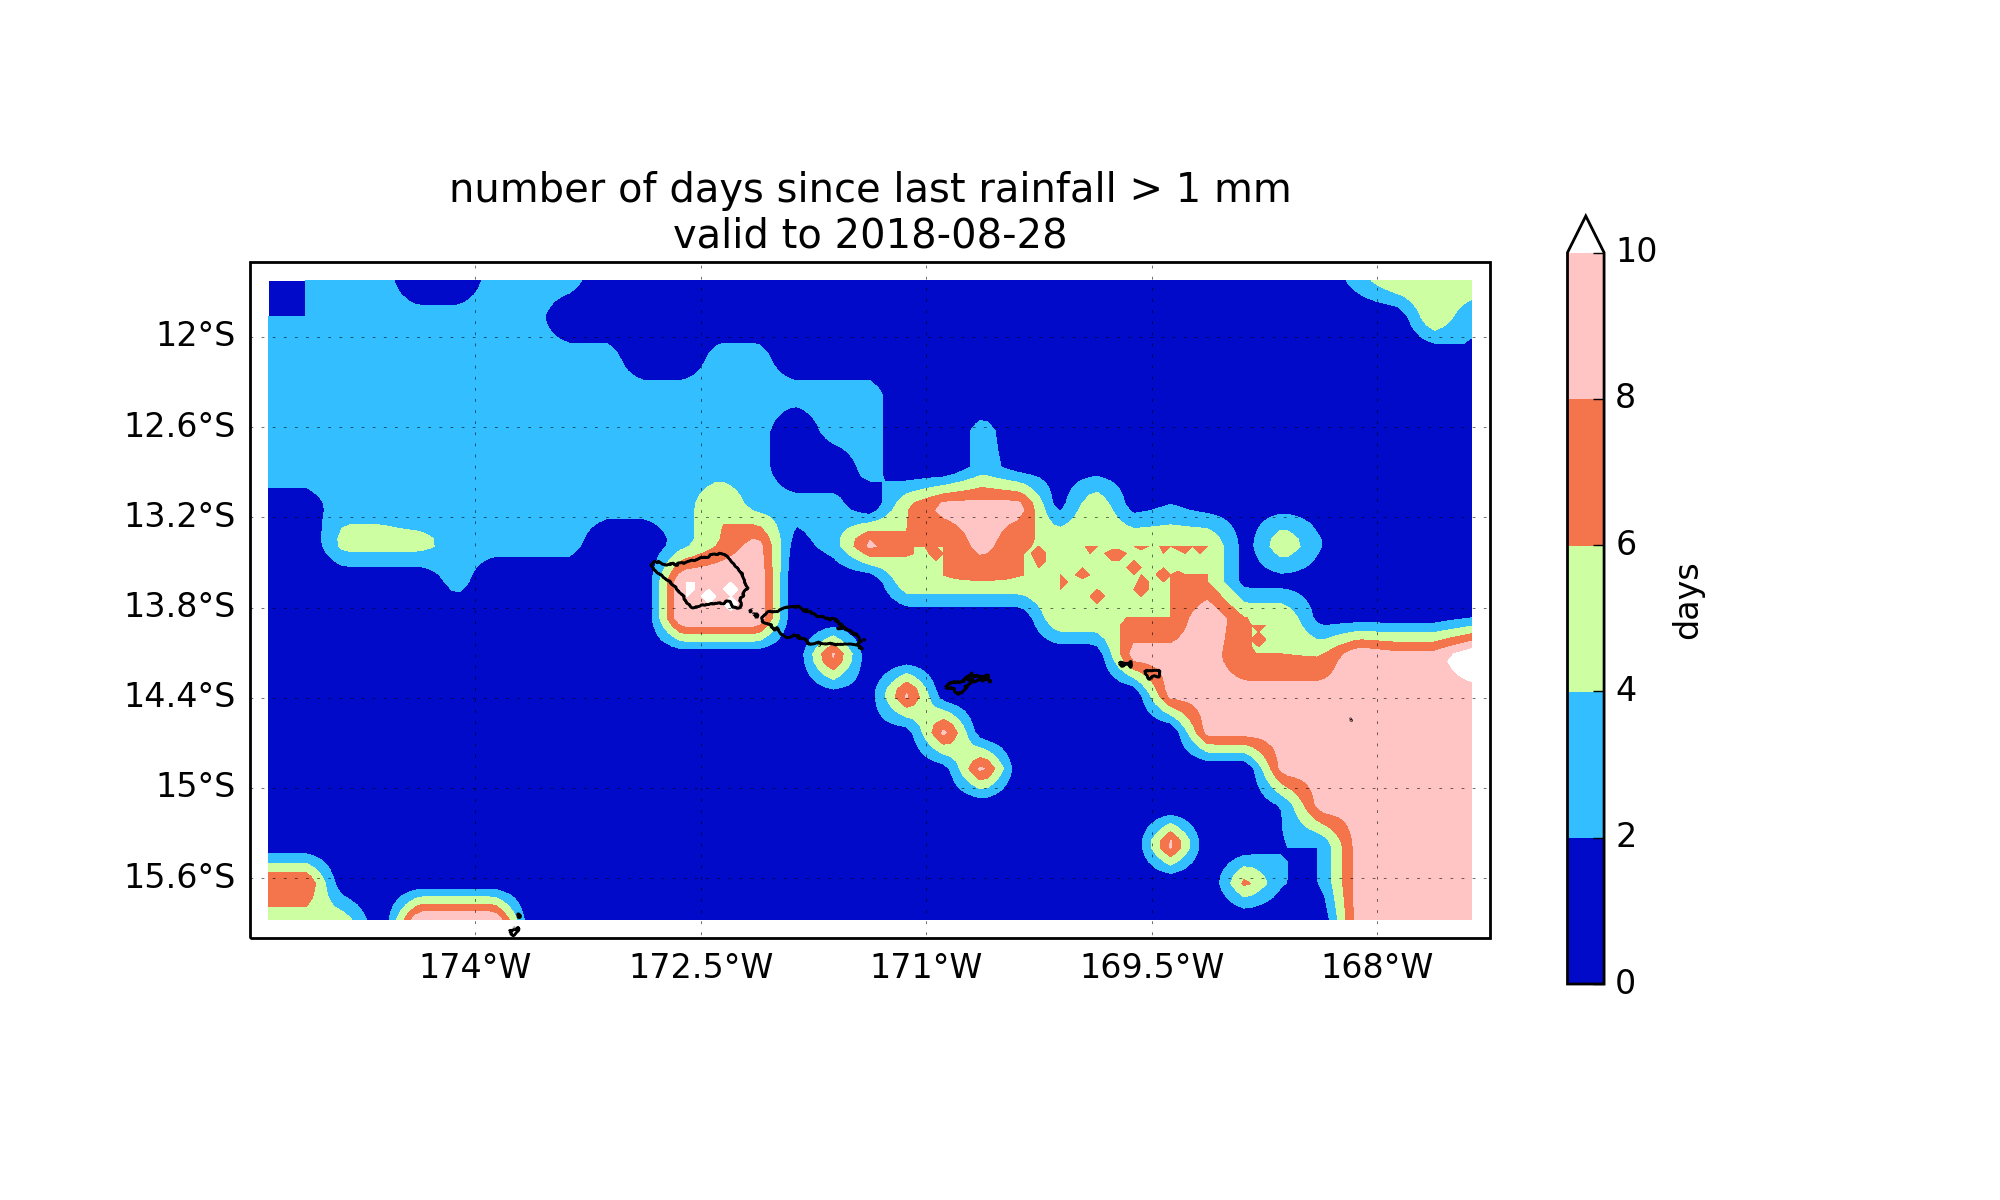 number of days since last rainfall > 1 mm
valid to 2018-08-28
12°S
12.6°S
13.2°S
13.8°S
14.4°S
15°S
15.6°S
174°W
172.5°W
171°W
169.5°W
168°W
10
8
6
4
2
0
days